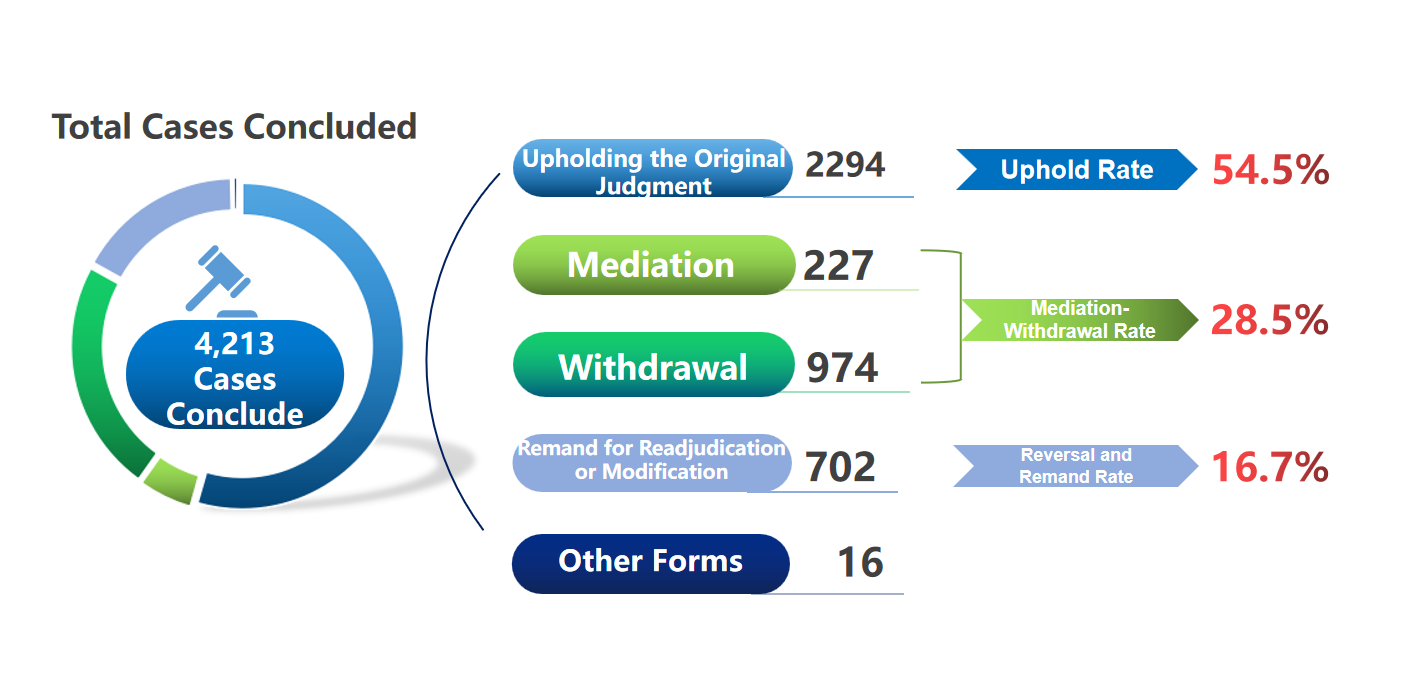 Total Cases Concluded
4,213
Cases
Conclude
Upholding the Original
Judgment
2294
Uphold Rate
54.5%
Mediation
227
Withdrawal
974
Mediation-
Withdrawal Rate
28.5%
Remand for Readjudication
or Modification
702
Reversal and
Remand Rate
16.7%
Other Forms
16